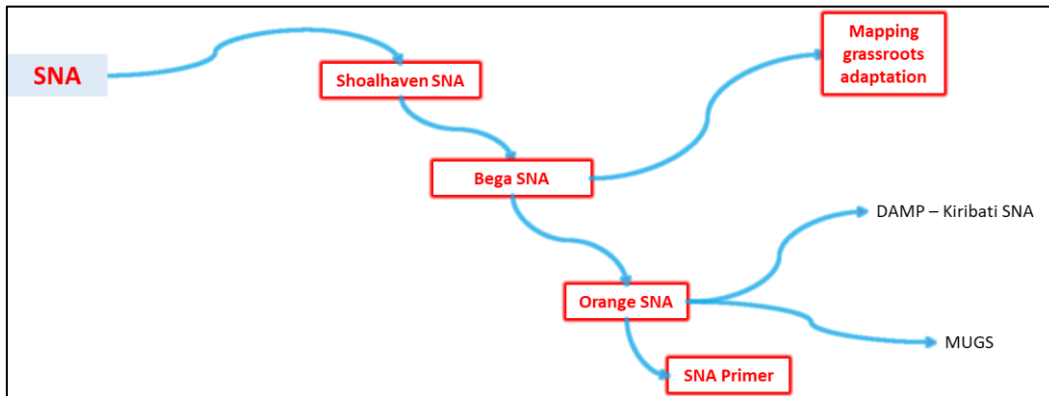 SNA
Shoalhaven SNA
Mapping
grassroots
adaptation
Bega SNA
DAMP – Kiribati SNA
Orange SNA
MUGS
SNA Primer